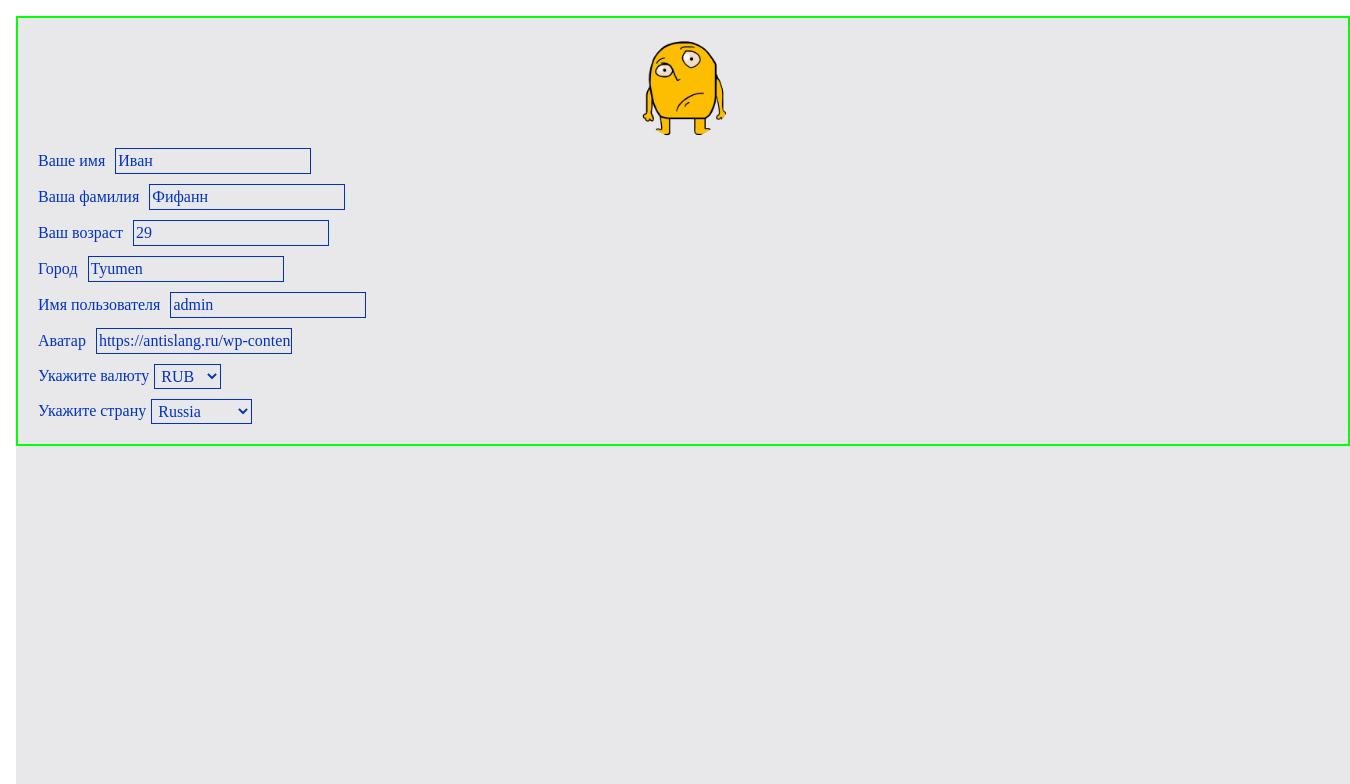 Ваше имя Иван
Ваша фамилия Фифанн
Ваш возраст 29
Город Tyumen
Имя пользователя admin
Аватар https://antislang.ru/wp-conten
Укажите валюту RUB
Укажите страну Russia